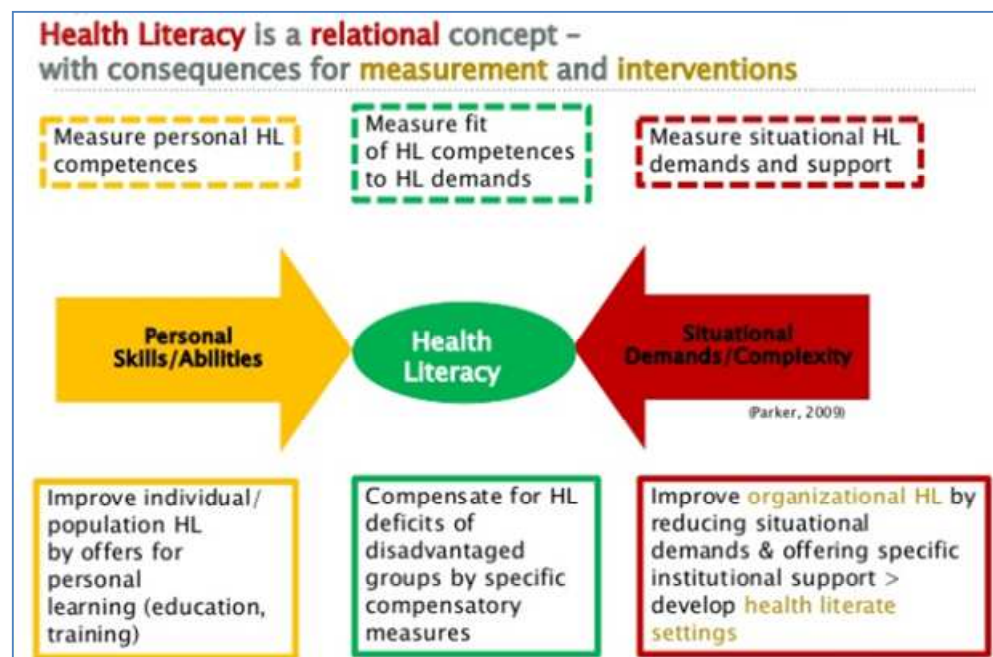 Health Literacy is a relational concept –
with consequences for measurement and interventions
Measure personal HL
competences
Measure fit
of HL competences
to HL demands
Measure situational HL
demands and support
Personal
Skills/Abilities
Health
Literacy
Situational
Demands/Complexity
(Parker, 2009)
Improve individual/
population HL
by offers for
personal
learning (education,
training)
Compensate for HL
deficits of
disadvantaged
groups by specific
compensatory
measures
Improve organizational HL by
reducing situational
demands & offering specific
institutional support >
develop health literate
settings